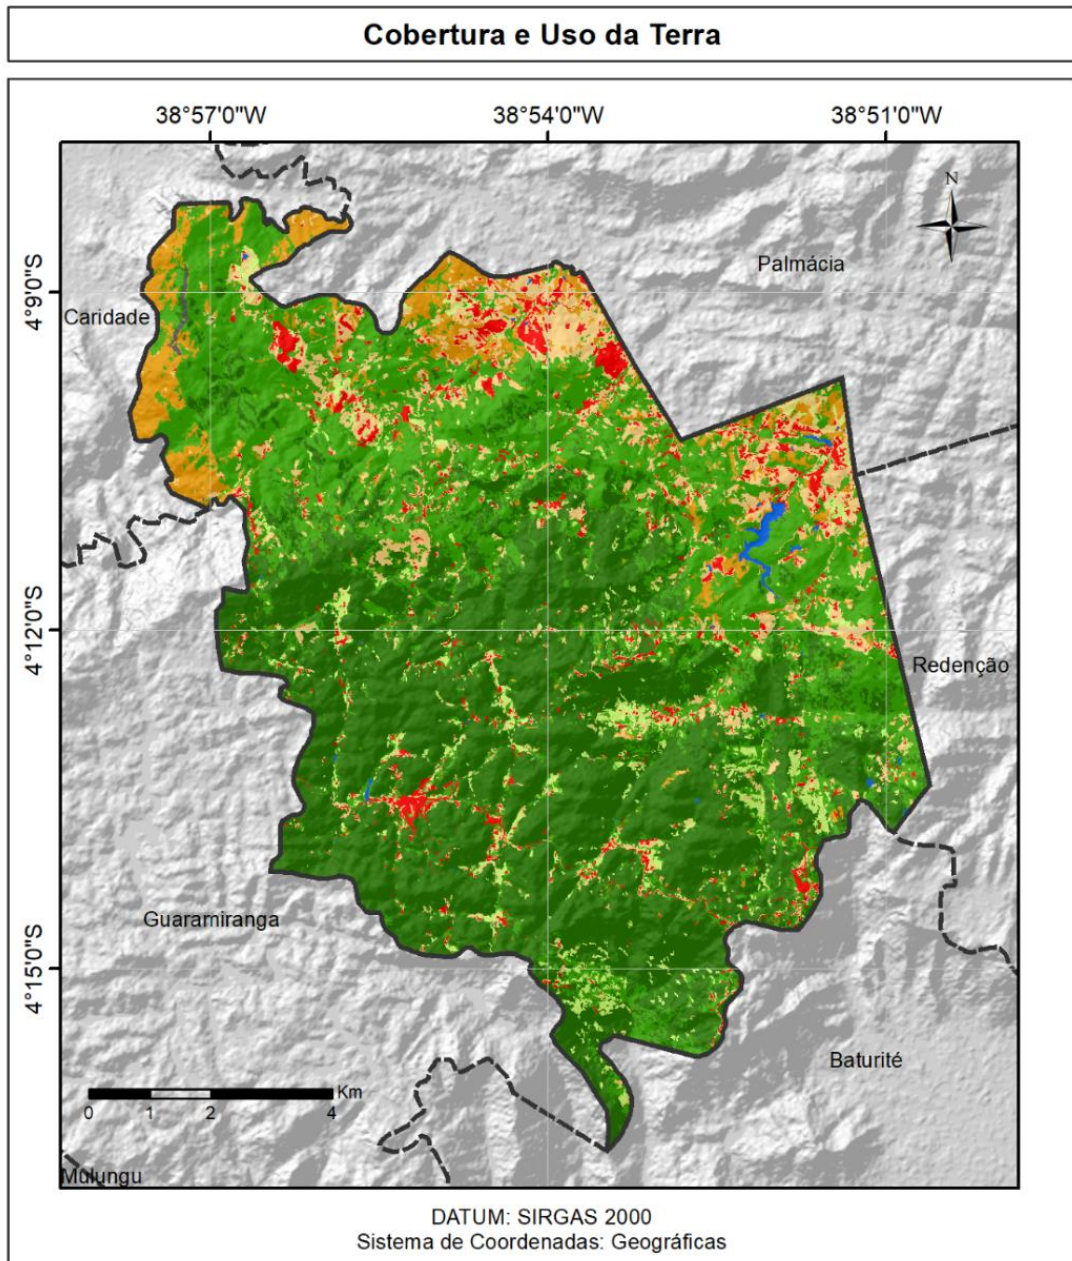 Cobertura e Uso da Terra
38°57'0"W
38°54'0"W
38°51'0"W
N
Palmácia
4°9'0"S
Caridade
4°12'0"S
Redenção
Guaramiranga
4°15'0"S
Baturité
Km
0 1 2 4
Mulungu
DATUM: SIRGAS 2000
Sistema de Coordenadas: Geográficas